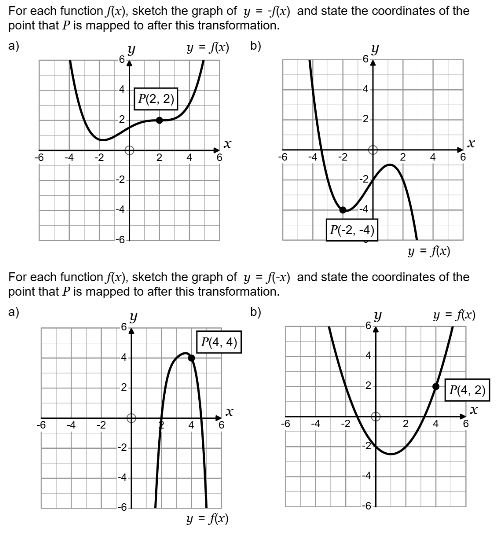 For each function f(x), sketch the graph of y = -f(x) and state the coordinates of the
point that P is mapped to after this transformation.
a)
y
y = f(x)
6
4
P(2, 2)
2
x
-6 -4 -2 2 4 6
-2
-4
-6
b)
y
6
4
2
x
-6 -4 -2 2 4 6
-2
-4
P(-2, -4)
y = f(x)
For each function f(x), sketch the graph of y = f(-x) and state the coordinates of the
point that P is mapped to after this transformation.
a)
y
6
P(4, 4)
4
2
x
-6 -4 -2 2 4 6
-2
-4
-6
y = f(x)
b)
y
y = f(x)
6
4
2
P(4, 2)
x
-6 -4 -2 2 4 6
-2
-4
-6